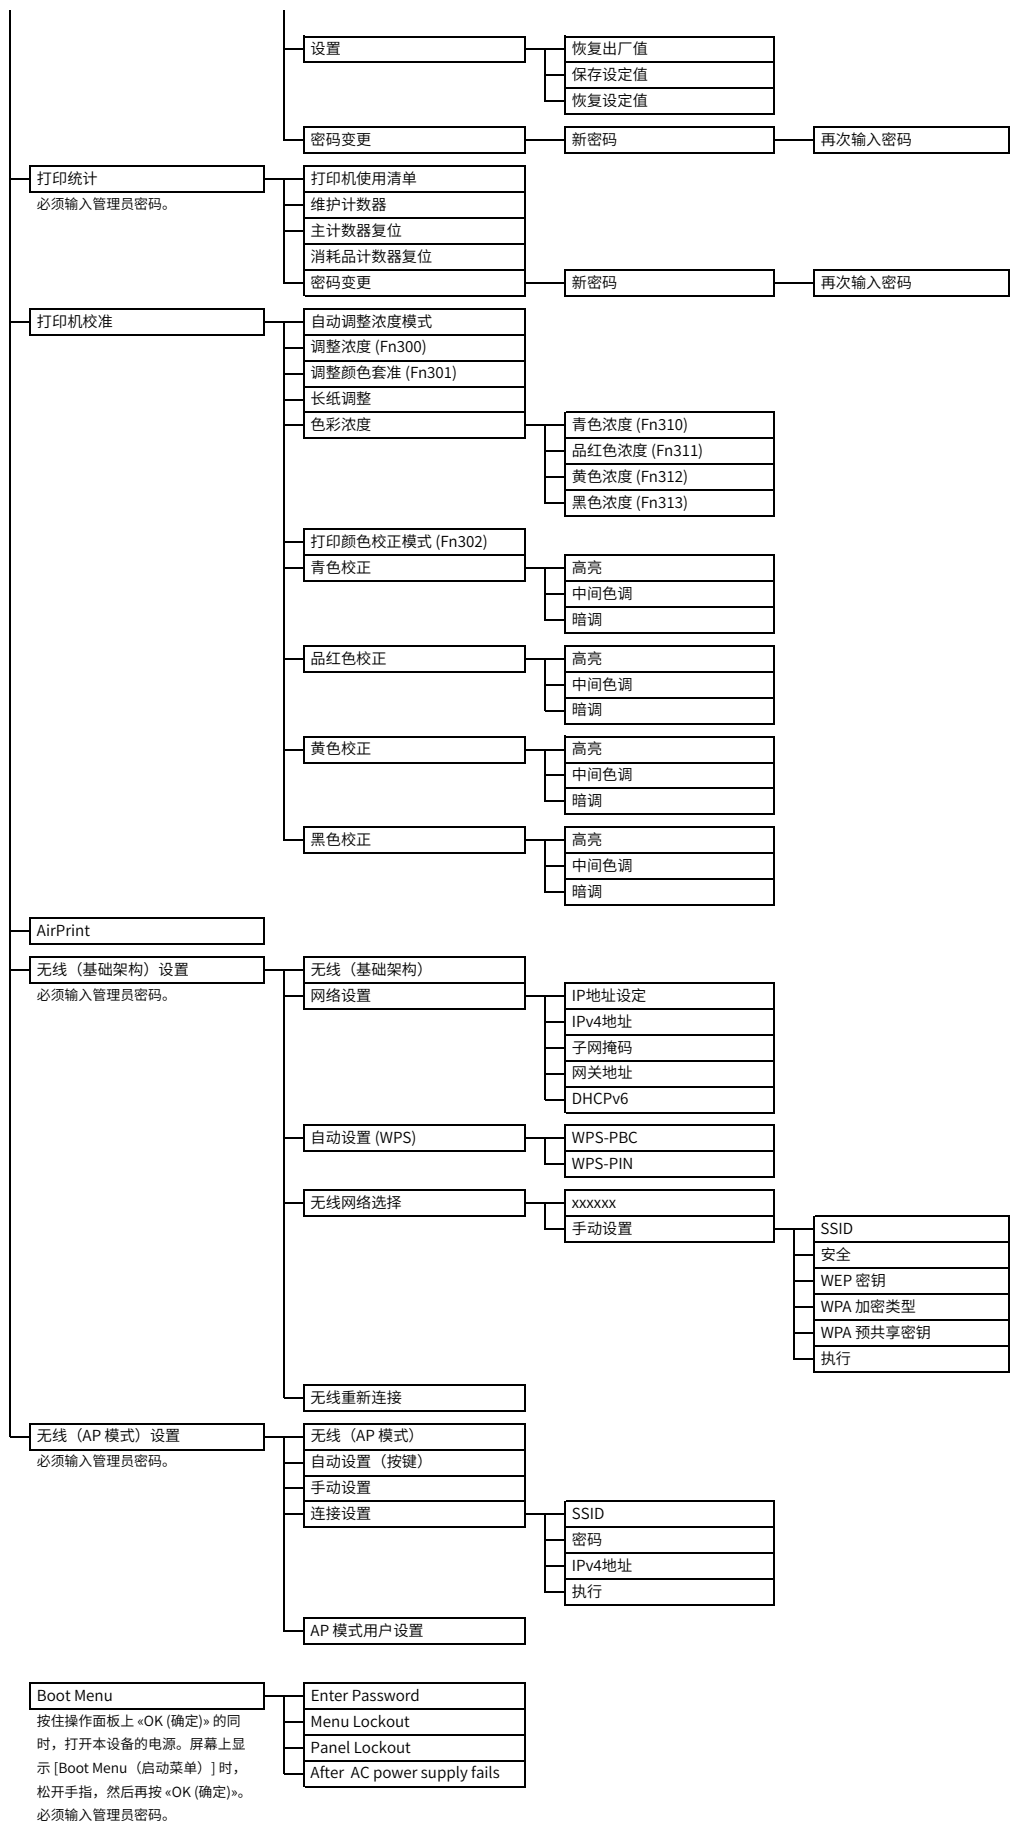 设置
恢复出厂值
保存设定值
恢复设定值
密码变更
新密码
再次输入密码
打印统计
必须输入管理员密码。
打印机使用清单
维护计数器
主计数器复位
消耗品计数器复位
密码变更
新密码
再次输入密码
打印机校准
自动调整浓度模式
调整浓度 (Fn300)
调整颜色套准 (Fn301)
长纸调整
色彩浓度
青色浓度 (Fn310)
品红色浓度 (Fn311)
黄色浓度 (Fn312)
黑色浓度 (Fn313)
打印颜色校正模式 (Fn302)
青色校正
高亮
中间色调
暗调
品红色校正
高亮
中间色调
暗调
黄色校正
高亮
中间色调
暗调
黑色校正
高亮
中间色调
暗调
AirPrint
无线（基础架构）设置
必须输入管理员密码。
无线（基础架构）
网络设置
IP地址设定
IPv4地址
子网掩码
网关地址
DHCPv6
自动设置 (WPS)
WPS-PBC
WPS-PIN
无线网络选择
xxxxxx
手动设置
SSID
安全
WEP 密钥
WPA 加密类型
WPA 预共享密钥
执行
无线重新连接
无线（AP 模式）设置
必须输入管理员密码。
无线（AP 模式）
自动设置（按键）
手动设置
连接设置
SSID
密码
IPv4地址
执行
AP 模式用户设置
Boot Menu
按住操作面板上 «OK (确定)» 的同
时，打开本设备的电源。屏幕上显
示 [Boot Menu（启动菜单）] 时，
松开手指，然后再按 «OK (确定)»。
必须输入管理员密码。
Enter Password
Menu Lockout
Panel Lockout
After  AC power supply fails